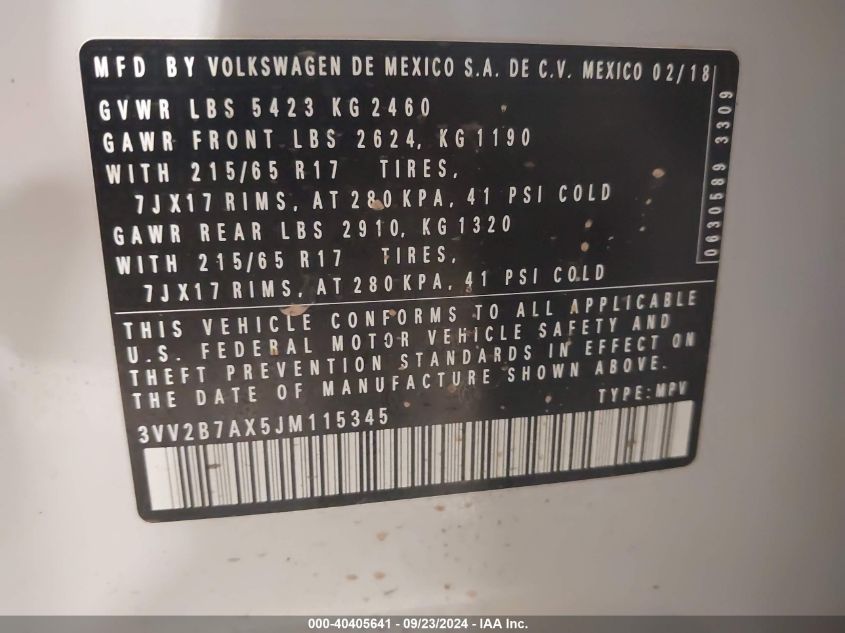 MFD BY VOLKSWAGEN DE MEXICO S.A. DE C.V. MEXICO 02/18
GVWR LBS 5423 KG 2460
GAWR FRONT LBS 2624, KG 1190
WITH 215/65 R17 TIRES,
7JX17 RIMS, AT 280 KPA, 41 PSI COLD
GAWR REAR LBS 2910, KG 1320
WITH 215/65 R17 TIRES,
7JX17 RIMS, AT 280 KPA, 41 PSI COLD
0630589 3309
THIS VEHICLE CONFORMS TO ALL APPLICABLE
U.S. FEDERAL MOTOR VEHICLE SAFETY AND
THEFT PREVENTION STANDARDS IN EFFECT ON
THE DATE OF MANUFACTURE SHOWN ABOVE.
TYPE: MPV
3VV2B7AX5JM115345
000-40405641 - 09/23/2024 - IAA Inc.